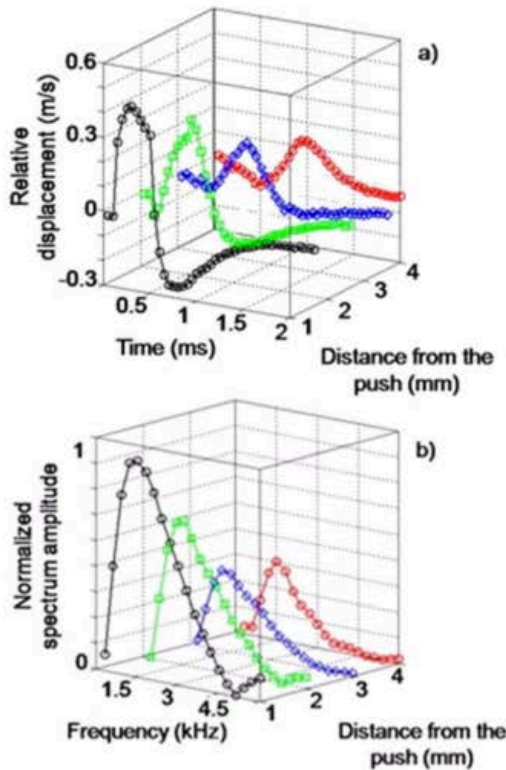 a)
0.6
0.3
0
-0.3
Relative
displacement (m/s)
0.5
1
1.5
2
Time (ms)
1
2
3
4
Distance from the
push (mm)
b)
1
0
Normalized
spectrum amplitude
1.5
3
4.5
Frequency (kHz)
1
2
3
4
Distance from the
push (mm)